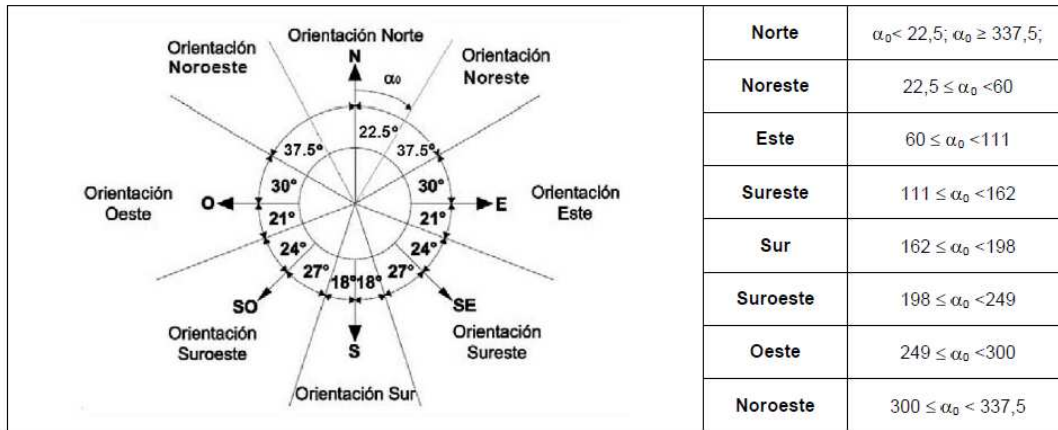 Orientación Norte
N
α₀
Orientación
Noroeste
Orientación
Noreste
22.5°
37.5°
37.5°
30°
30°
Orientación
Oeste
O
E
Orientación
Este
21°
21°
24°
24°
27°
18°
18°
27°
SO
SE
S
Orientación
Suroeste
Orientación
Sureste
Orientación Sur
Norte α₀< 22,5; α₀ ≥ 337,5;
Noreste 22,5 ≤ α₀ <60
Este 60 ≤ α₀ <111
Sureste 111 ≤ α₀ <162
Sur 162 ≤ α₀ <198
Suroeste 198 ≤ α₀ <249
Oeste 249 ≤ α₀ <300
Noroeste 300 ≤ α₀ < 337,5